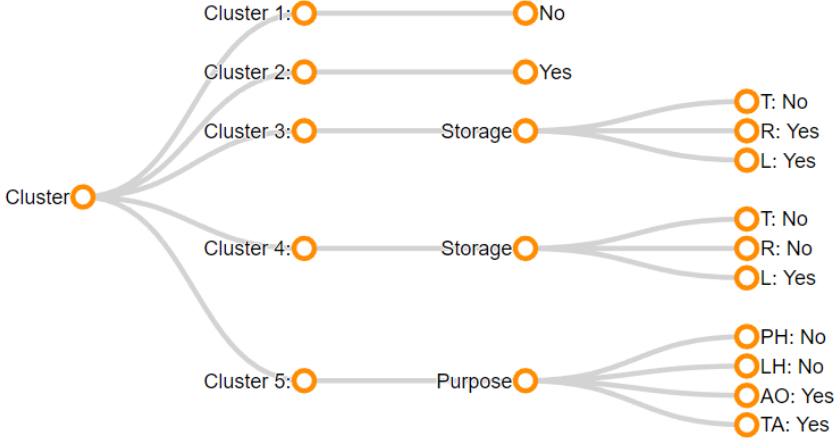 Cluster 1:
No
Cluster 2:
Yes
Cluster 3:
Storage
T: No
R: Yes
L: Yes
Cluster
Cluster 4:
Storage
T: No
R: No
L: Yes
Cluster 5:
Purpose
PH: No
LH: No
AO: Yes
TA: Yes